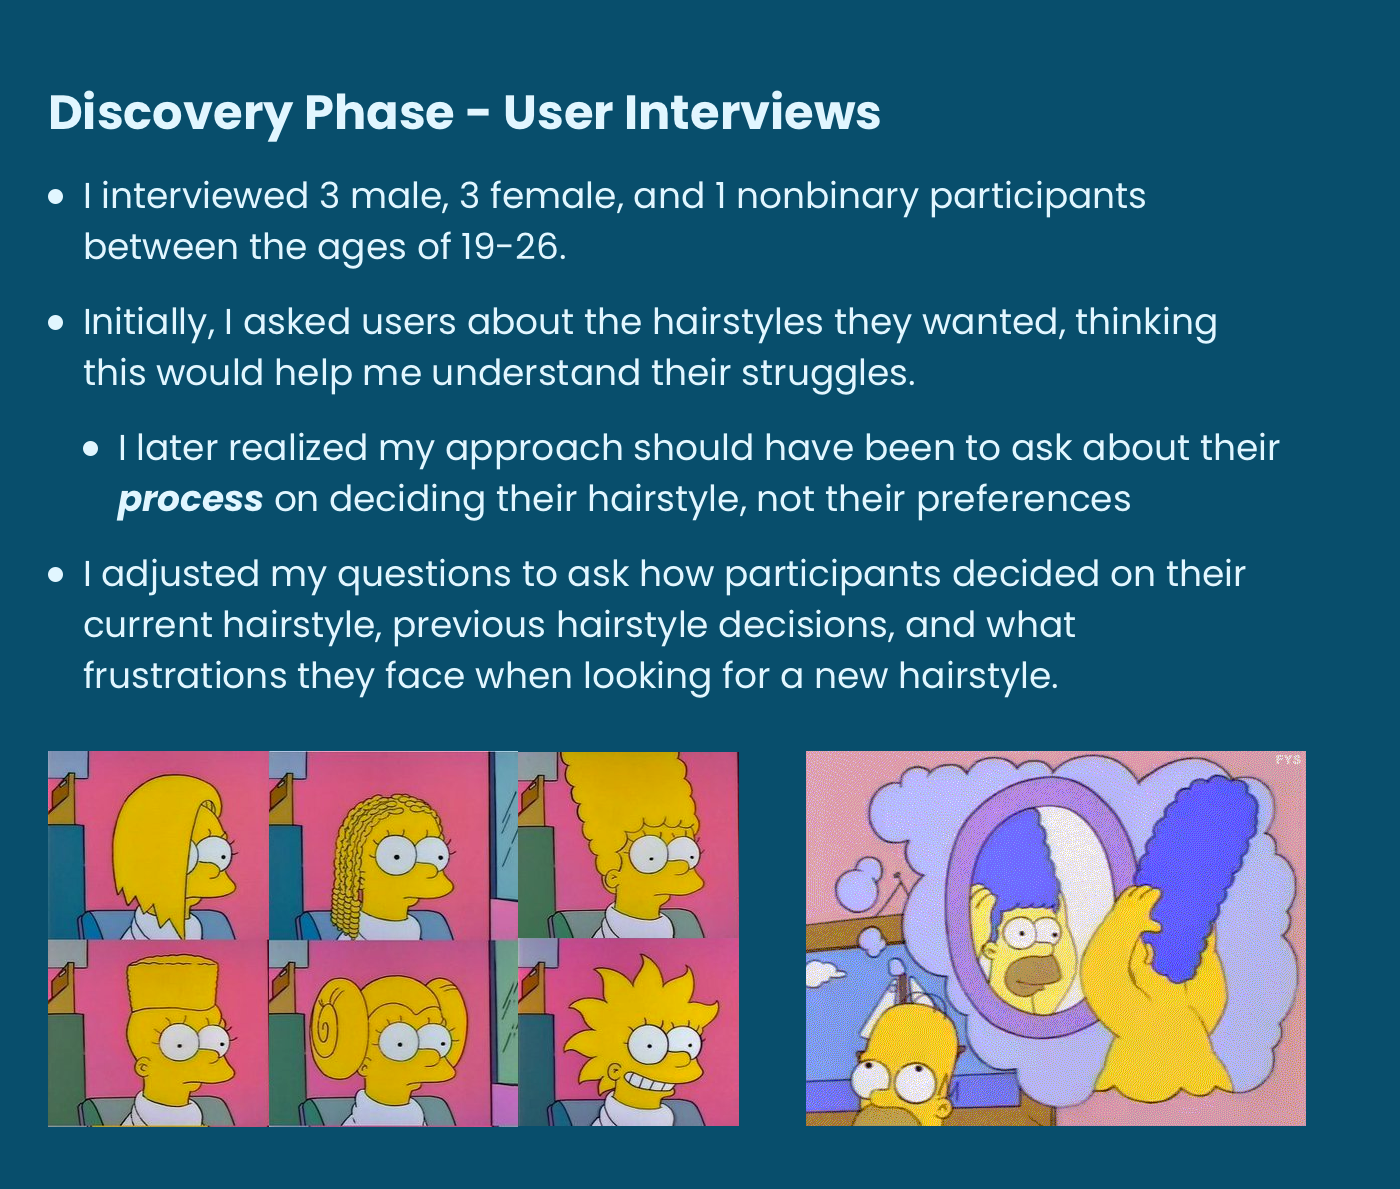 Discovery Phase - User Interviews
• I interviewed 3 male, 3 female, and 1 nonbinary participants
between the ages of 19-26.
• Initially, I asked users about the hairstyles they wanted, thinking
this would help me understand their struggles.
• I later realized my approach should have been to ask about their
process on deciding their hairstyle, not their preferences
• I adjusted my questions to ask how participants decided on their
current hairstyle, previous hairstyle decisions, and what
frustrations they face when looking for a new hairstyle.
FYS